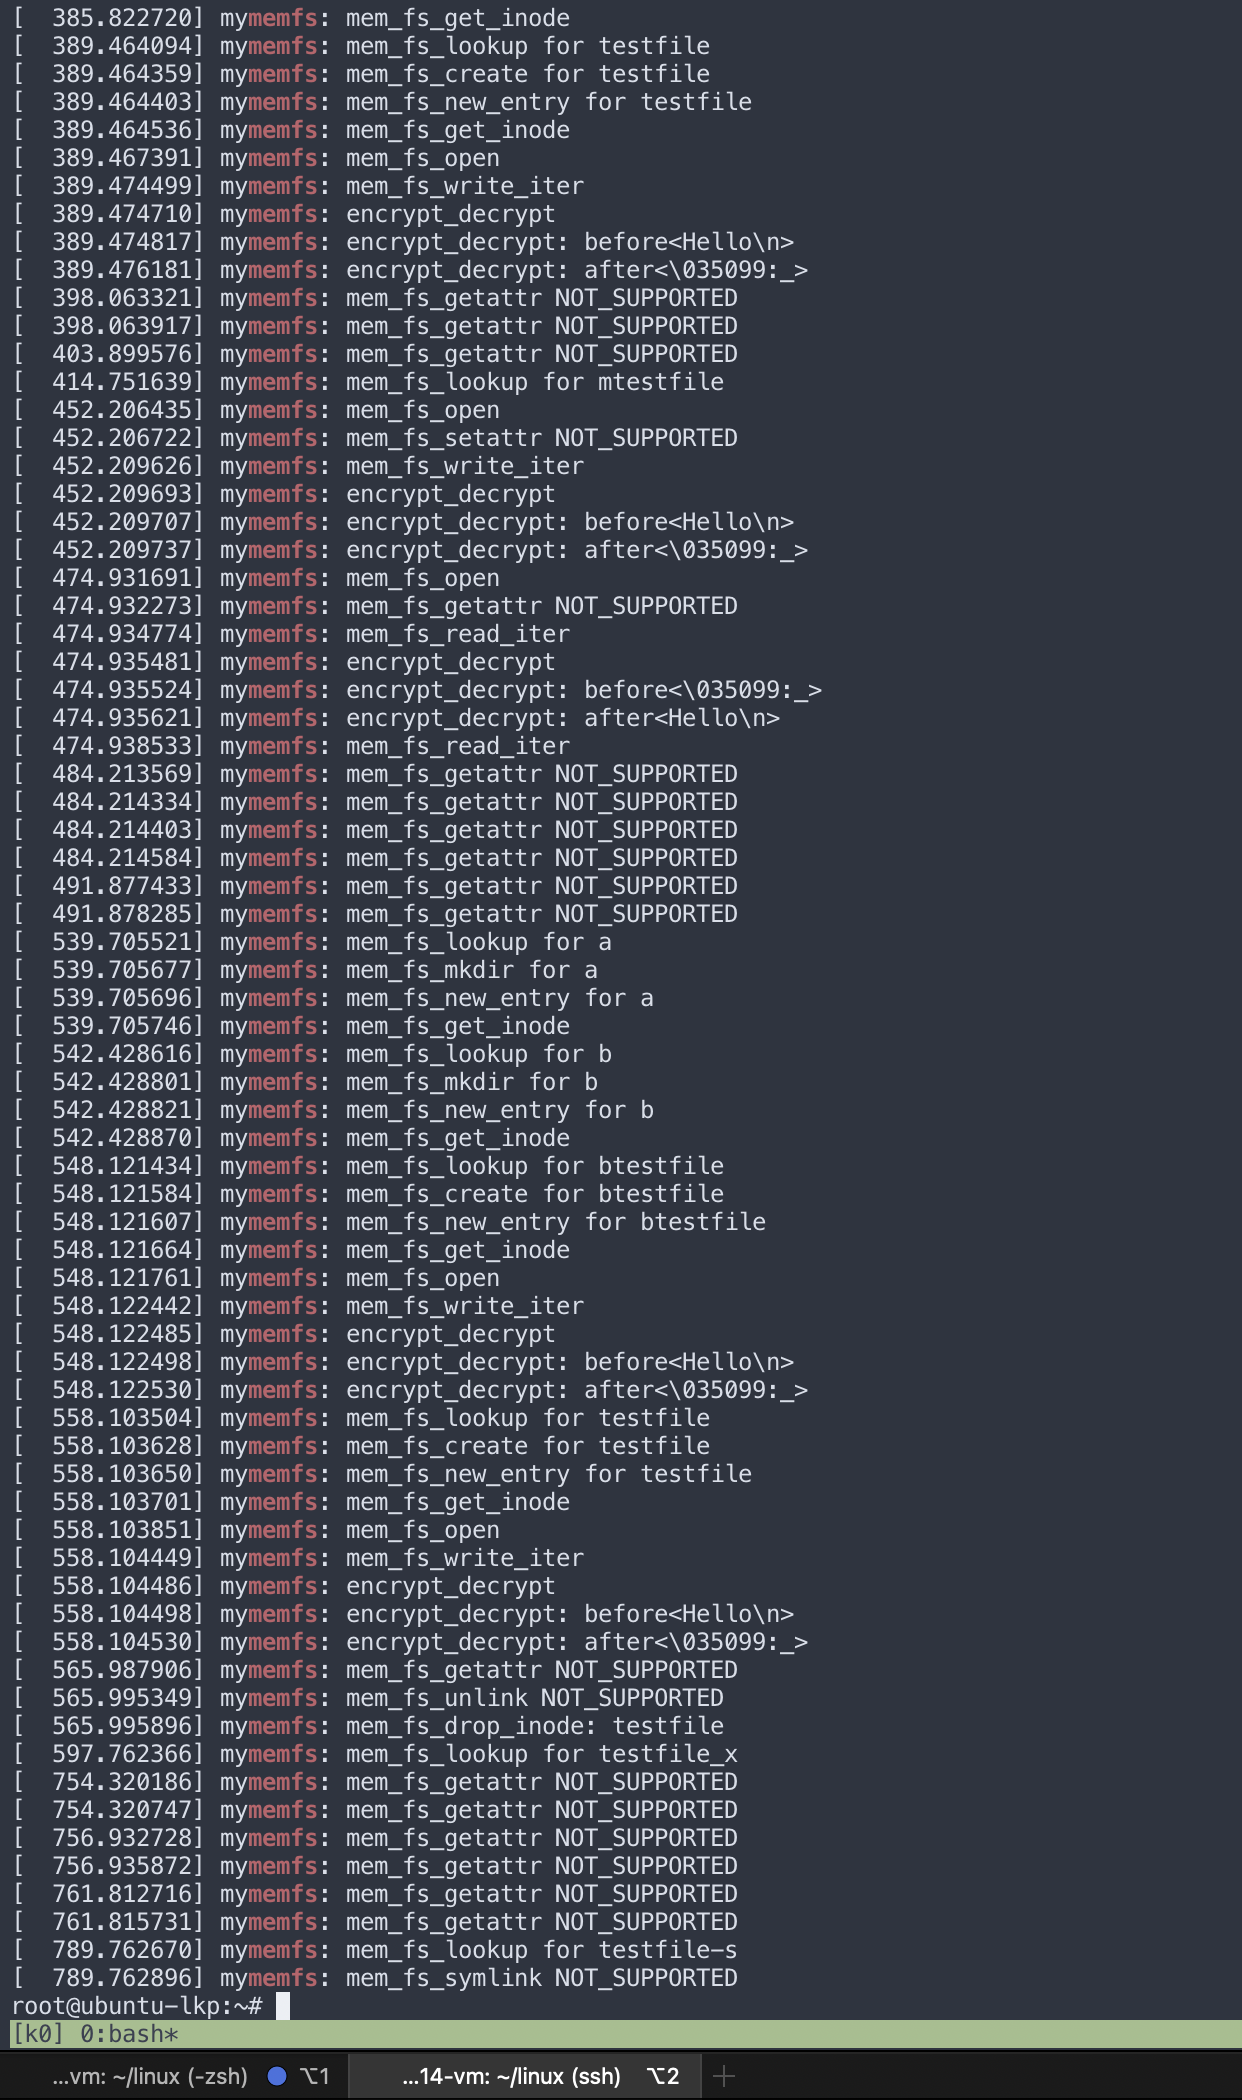 [  385.822720] mymemfs: mem_fs_get_inode
[  389.464094] mymemfs: mem_fs_lookup for testfile
[  389.464359] mymemfs: mem_fs_create for testfile
[  389.464403] mymemfs: mem_fs_new_entry for testfile
[  389.464536] mymemfs: mem_fs_get_inode
[  389.467391] mymemfs: mem_fs_open
[  389.474499] mymemfs: mem_fs_write_iter
[  389.474710] mymemfs: encrypt_decrypt
[  389.474817] mymemfs: encrypt_decrypt: before<Hello\n>
[  389.476181] mymemfs: encrypt_decrypt: after<\035099:_>
[  398.063321] mymemfs: mem_fs_getattr NOT_SUPPORTED
[  398.063917] mymemfs: mem_fs_getattr NOT_SUPPORTED
[  403.899576] mymemfs: mem_fs_getattr NOT_SUPPORTED
[  414.751639] mymemfs: mem_fs_lookup for mtestfile
[  452.206435] mymemfs: mem_fs_open
[  452.206722] mymemfs: mem_fs_setattr NOT_SUPPORTED
[  452.209626] mymemfs: mem_fs_write_iter
[  452.209693] mymemfs: encrypt_decrypt
[  452.209707] mymemfs: encrypt_decrypt: before<Hello\n>
[  452.209737] mymemfs: encrypt_decrypt: after<\035099:_>
[  474.931691] mymemfs: mem_fs_open
[  474.932273] mymemfs: mem_fs_getattr NOT_SUPPORTED
[  474.934774] mymemfs: mem_fs_read_iter
[  474.935481] mymemfs: encrypt_decrypt
[  474.935524] mymemfs: encrypt_decrypt: before<\035099:_>
[  474.935621] mymemfs: encrypt_decrypt: after<Hello\n>
[  474.938533] mymemfs: mem_fs_read_iter
[  484.213569] mymemfs: mem_fs_getattr NOT_SUPPORTED
[  484.214334] mymemfs: mem_fs_getattr NOT_SUPPORTED
[  484.214403] mymemfs: mem_fs_getattr NOT_SUPPORTED
[  484.214584] mymemfs: mem_fs_getattr NOT_SUPPORTED
[  491.877433] mymemfs: mem_fs_getattr NOT_SUPPORTED
[  491.878285] mymemfs: mem_fs_getattr NOT_SUPPORTED
[  539.705521] mymemfs: mem_fs_lookup for a
[  539.705677] mymemfs: mem_fs_mkdir for a
[  539.705696] mymemfs: mem_fs_new_entry for a
[  539.705746] mymemfs: mem_fs_get_inode
[  542.428616] mymemfs: mem_fs_lookup for b
[  542.428801] mymemfs: mem_fs_mkdir for b
[  542.428821] mymemfs: mem_fs_new_entry for b
[  542.428870] mymemfs: mem_fs_get_inode
[  548.121434] mymemfs: mem_fs_lookup for btestfile
[  548.121584] mymemfs: mem_fs_create for btestfile
[  548.121607] mymemfs: mem_fs_new_entry for btestfile
[  548.121664] mymemfs: mem_fs_get_inode
[  548.121761] mymemfs: mem_fs_open
[  548.122442] mymemfs: mem_fs_write_iter
[  548.122485] mymemfs: encrypt_decrypt
[  548.122498] mymemfs: encrypt_decrypt: before<Hello\n>
[  548.122530] mymemfs: encrypt_decrypt: after<\035099:_>
[  558.103504] mymemfs: mem_fs_lookup for testfile
[  558.103628] mymemfs: mem_fs_create for testfile
[  558.103650] mymemfs: mem_fs_new_entry for testfile
[  558.103701] mymemfs: mem_fs_get_inode
[  558.103851] mymemfs: mem_fs_open
[  558.104449] mymemfs: mem_fs_write_iter
[  558.104486] mymemfs: encrypt_decrypt
[  558.104498] mymemfs: encrypt_decrypt: before<Hello\n>
[  558.104530] mymemfs: encrypt_decrypt: after<\035099:_>
[  565.987906] mymemfs: mem_fs_getattr NOT_SUPPORTED
[  565.995349] mymemfs: mem_fs_unlink NOT_SUPPORTED
[  565.995896] mymemfs: mem_fs_drop_inode: testfile
[  597.762366] mymemfs: mem_fs_lookup for testfile_x
[  754.320186] mymemfs: mem_fs_getattr NOT_SUPPORTED
[  754.320747] mymemfs: mem_fs_getattr NOT_SUPPORTED
[  756.932728] mymemfs: mem_fs_getattr NOT_SUPPORTED
[  756.935872] mymemfs: mem_fs_getattr NOT_SUPPORTED
[  761.812716] mymemfs: mem_fs_getattr NOT_SUPPORTED
[  761.815731] mymemfs: mem_fs_getattr NOT_SUPPORTED
[  789.762670] mymemfs: mem_fs_lookup for testfile-s
[  789.762896] mymemfs: mem_fs_symlink NOT_SUPPORTED
root@ubuntu-lkp:~#
[k0] 0:bash*
...vm: ~/linux (-zsh) ⌥1 ...14-vm: ~/linux (ssh) ⌥2